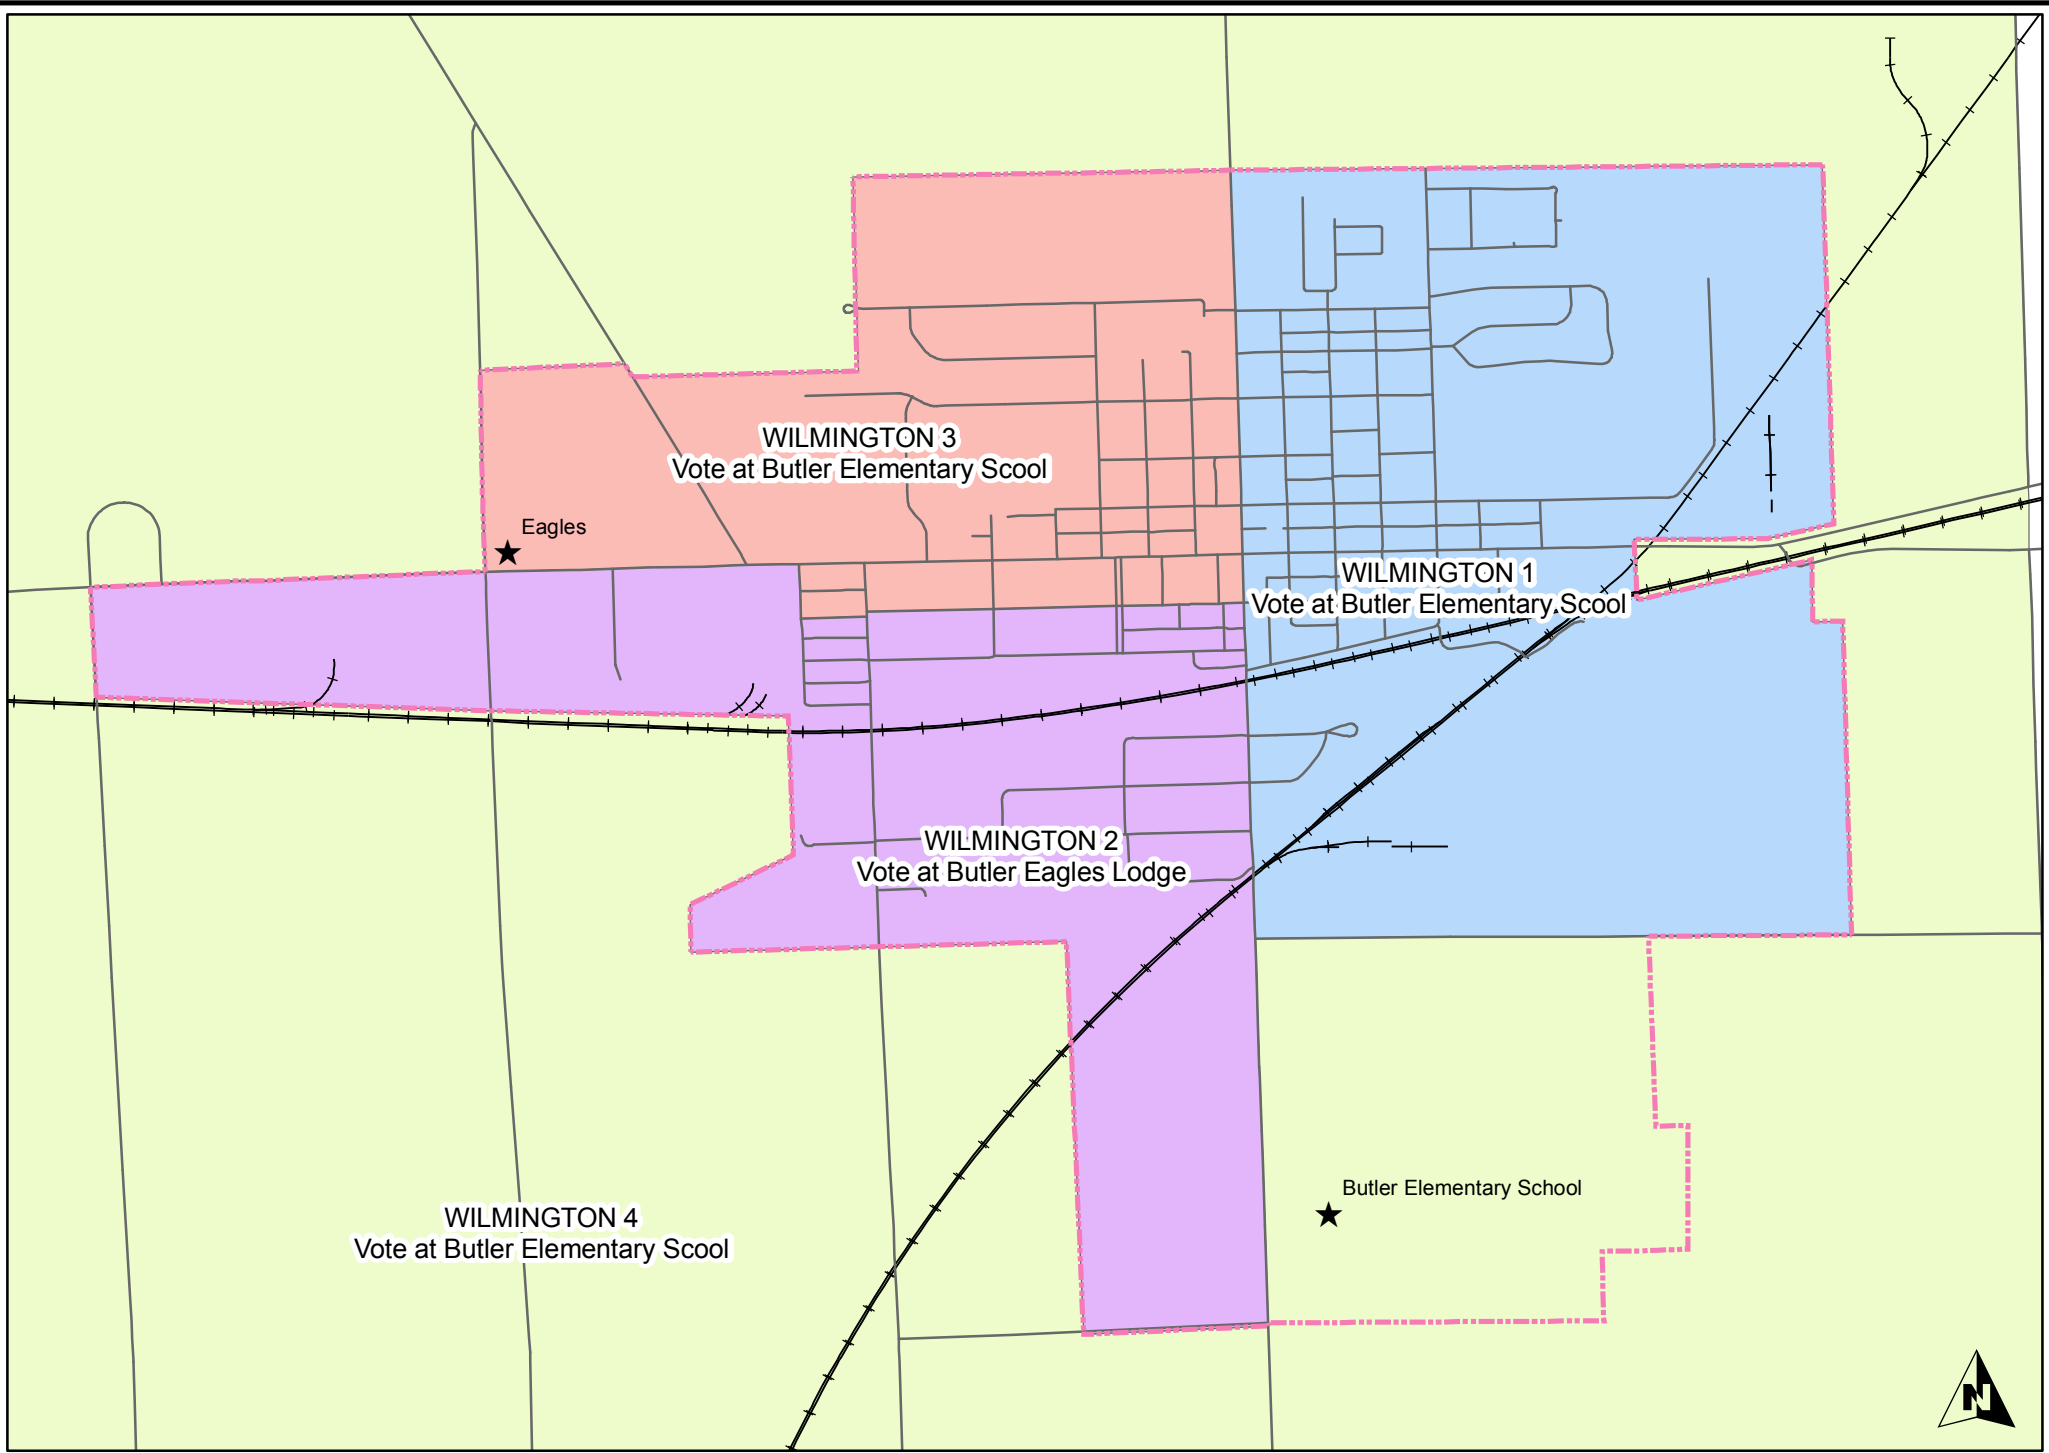 WILMINGTON 3
Vote at Butler Elementary Scool
Eagles
WILMINGTON 1
Vote at Butler Elementary Scool
WILMINGTON 2
Vote at Butler Eagles Lodge
Butler Elementary School
WILMINGTON 4
Vote at Butler Elementary Scool
N